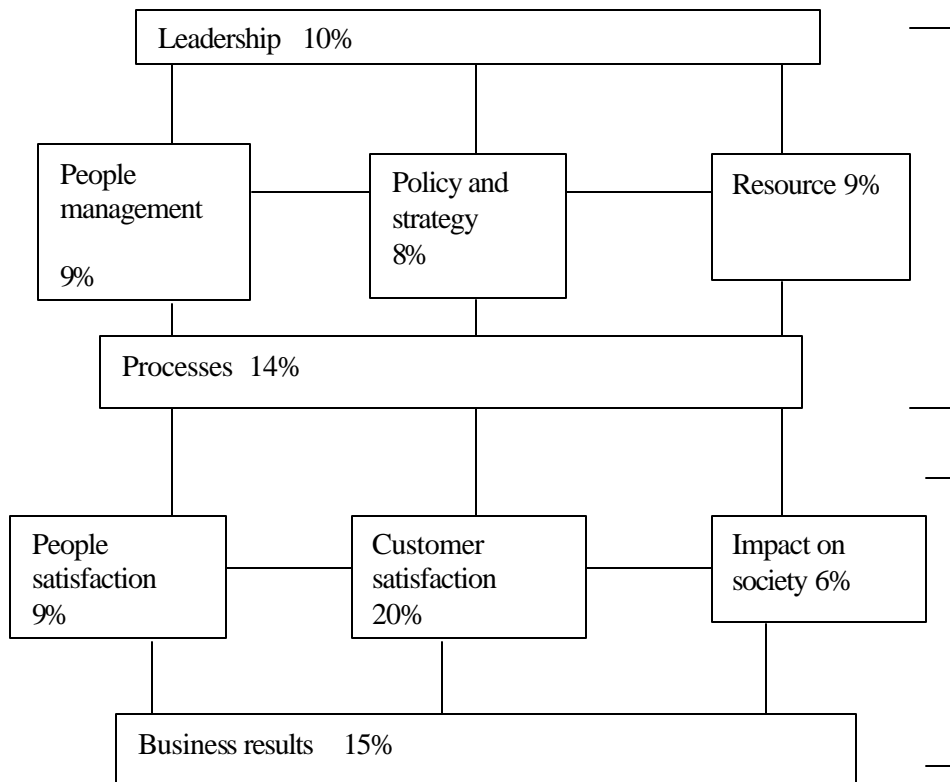 Leadership 10%
People
management
9%
Policy and
strategy
8%
Resource 9%
Processes 14%
People
satisfaction
9%
Customer
satisfaction
20%
Impact on
society 6%
Business results 15%